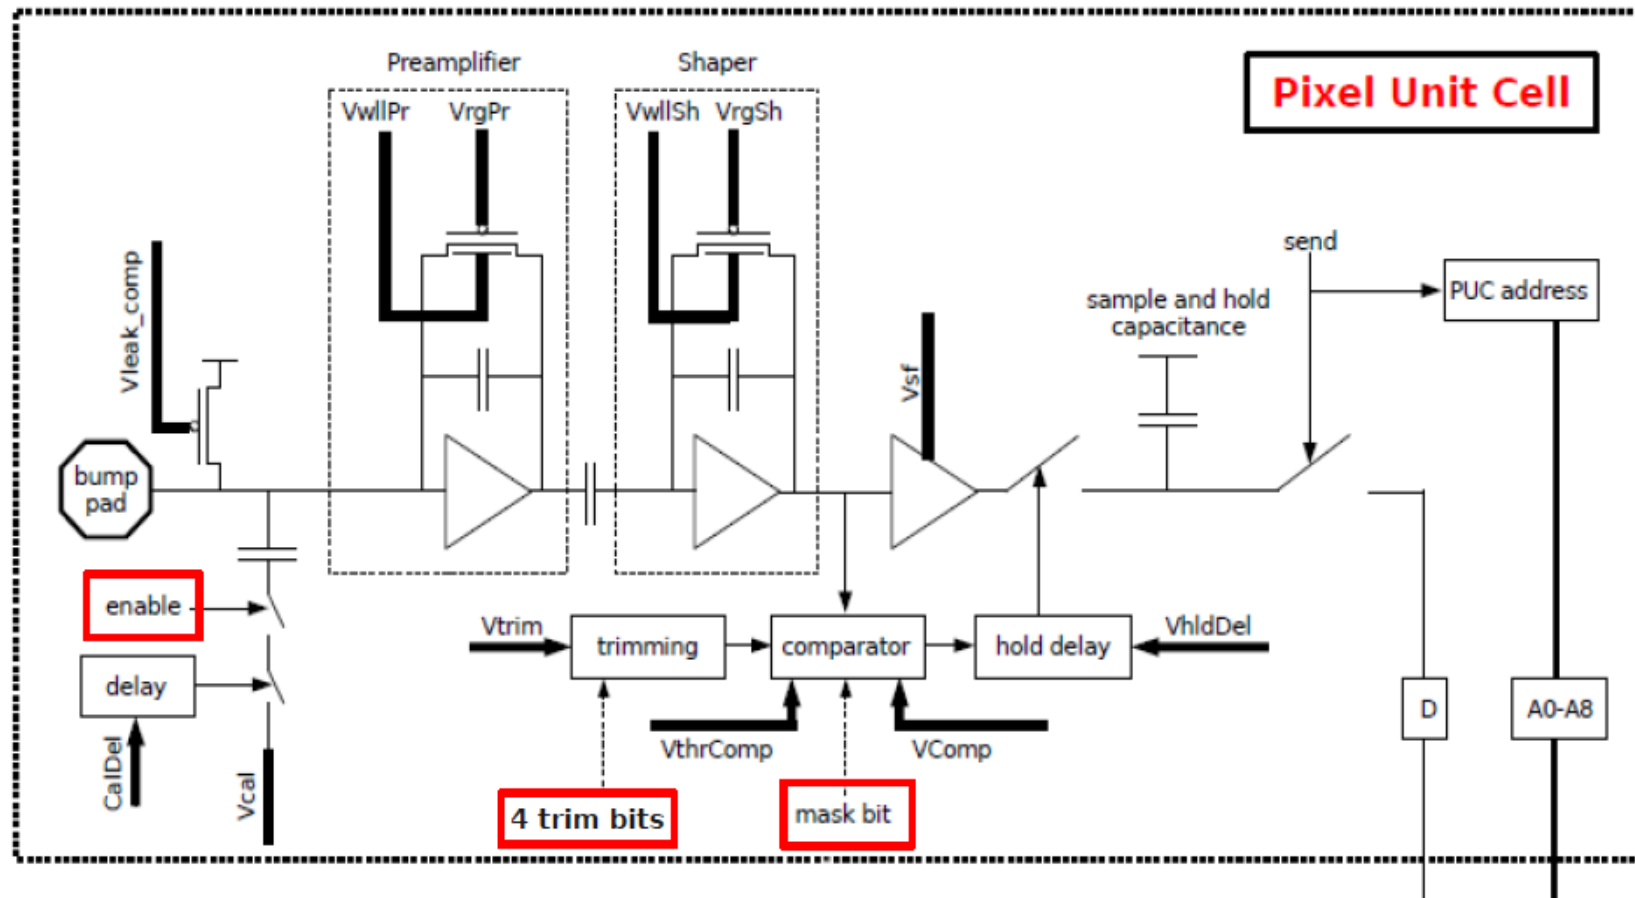 Preamplifier
Shaper
Pixel Unit Cell
VwllPr
VrgPr
VwllSh
VrgSh
send
Vleak_comp
PUC address
sample and hold
capacitance
Vsf
bump
pad
enable
Vtrim
trimming
comparator
hold delay
VhldDel
delay
D
A0-A8
VthrComp
VComp
CalDel
Vcal
4 trim bits
mask bit